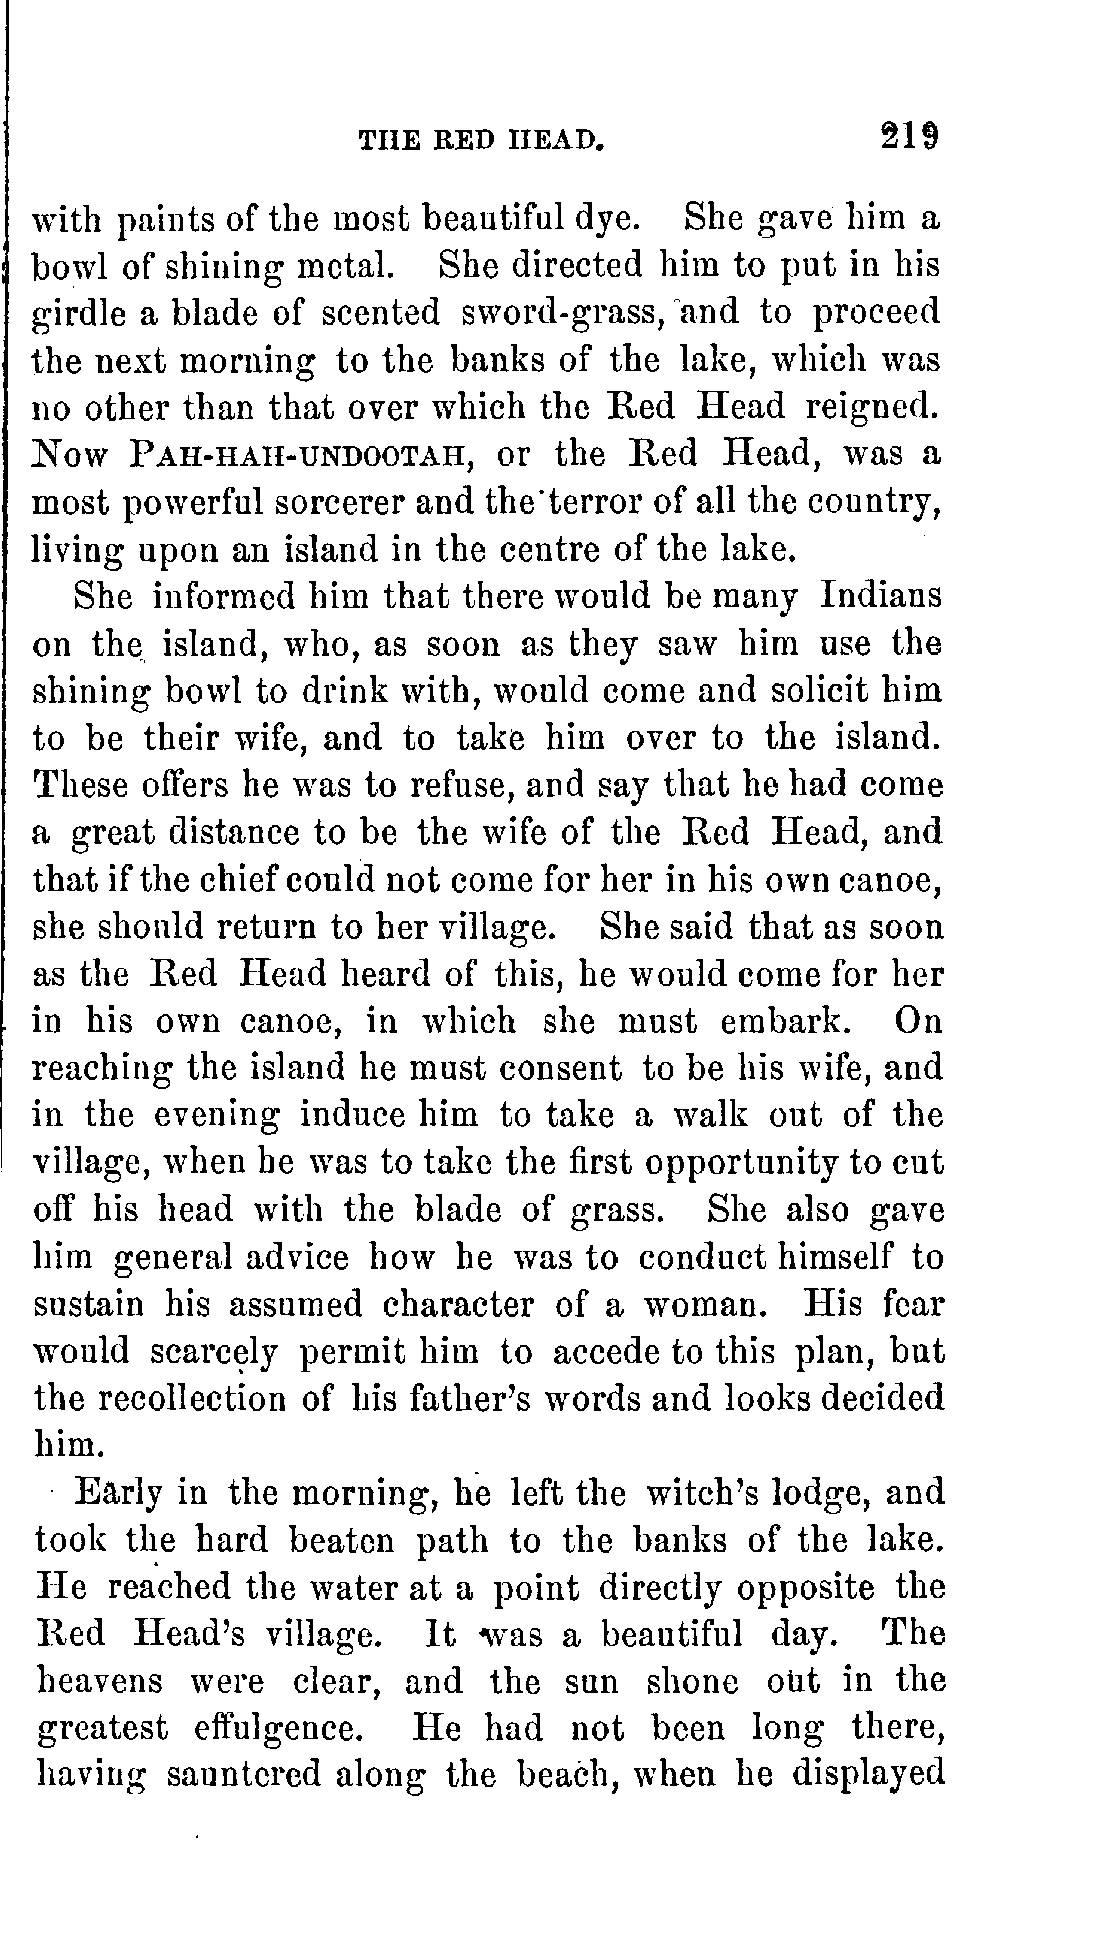 THE RED HEAD. 219
with paints of the most beautiful dye. She gave him a
bowl of shining metal. She directed him to put in his
girdle a blade of scented sword-grass, and to proceed
the next morning to the banks of the lake, which was
no other than that over which the Red Head reigned.
Now PAH-HAH-UNDOOTAH, or the Red Head, was a
most powerful sorcerer and the terror of all the country,
living upon an island in the centre of the lake.
She informed him that there would be many Indians
on the island, who, as soon as they saw him use the
shining bowl to drink with, would come and solicit him
to be their wife, and to take him over to the island.
These offers he was to refuse, and say that he had come
a great distance to be the wife of the Red Head, and
that if the chief could not come for her in his own canoe,
she should return to her village. She said that as soon
as the Red Head heard of this, he would come for her
in his own canoe, in which she must embark. On
reaching the island he must consent to be his wife, and
in the evening induce him to take a walk out of the
village, when he was to take the first opportunity to cut
off his head with the blade of grass. She also gave
him general advice how he was to conduct himself to
sustain his assumed character of a woman. His fear
would scarcely permit him to accede to this plan, but
the recollection of his father's words and looks decided
him.
Early in the morning, he left the witch's lodge, and
took the hard beaten path to the banks of the lake.
He reached the water at a point directly opposite the
Red Head's village. It was a beautiful day. The
heavens were clear, and the sun shone out in the
greatest effulgence. He had not been long there,
having sauntered along the beach, when he displayed